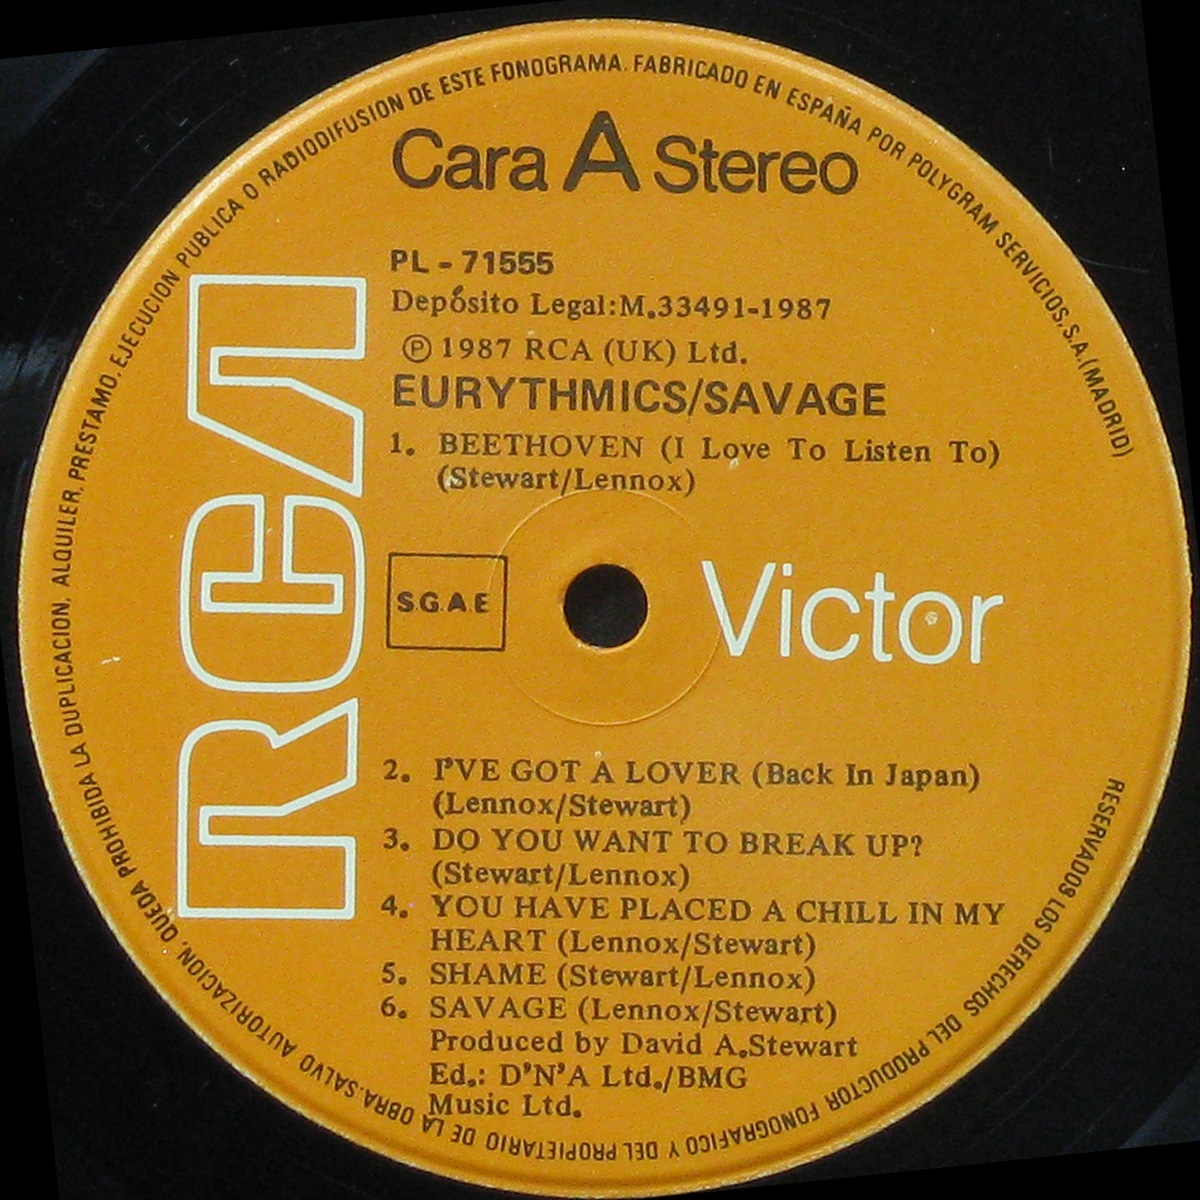 Cara A Stereo
PL - 71555
Depósito Legal:M.33491-1987
Ⓟ 1987 RCA (UK) Ltd.
EURYTHMICS/SAVAGE
1. BEETHOVEN (I Love To Listen To)
(Stewart/Lennox)
S.G.A.E
RCA
Victor
2. I'VE GOT A LOVER (Back In Japan)
(Lennox/Stewart)
3. DO YOU WANT TO BREAK UP?
(Stewart/Lennox)
4. YOU HAVE PLACED A CHILL IN MY
HEART (Lennox/Stewart)
5. SHAME (Stewart/Lennox)
6. SAVAGE (Lennox/Stewart)
Produced by David A.Stewart
Ed.: D'N'A Ltd./BMG
Music Ltd.
RESERVADOS LOS DERECHOS DEL PRODUCTOR FONOGRAFICO Y DEL PROPIETARIO DE LA OBRA. SALVO AUTORIZACION, QUEDA PROHIBIDA LA DUPLICACION, ALQUILER, PRESTAMO, EJECUCION PUBLICA O RADIODIFUSION DE ESTE FONOGRAMA. FABRICADO EN ESPAÑA POR POLYGRAM SERVICIOS, S.A. (MADRID)